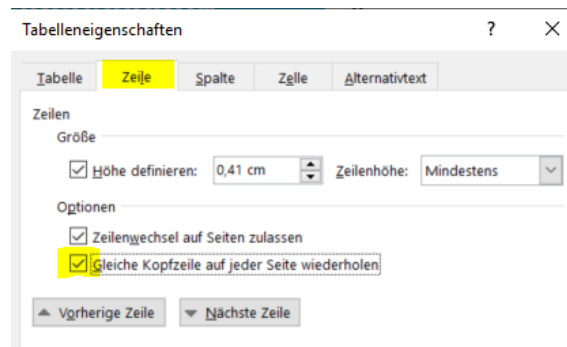 Tabelleneigenschaften ? ×
Tabelle Zeile Spalte Zelle Alternativtext
Zeilen
Größe
Höhe definieren: 0,41 cm Zeilenhöhe: Mindestens
Optionen
Zeilenwechsel auf Seiten zulassen
Gleiche Kopfzeile auf jeder Seite wiederholen
Vorherige Zeile Nächste Zeile